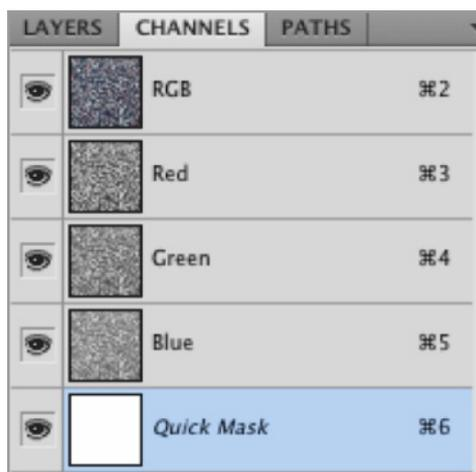 LAYERS CHANNELS PATHS
RGB ⌘2
Red ⌘3
Green ⌘4
Blue ⌘5
Quick Mask ⌘6